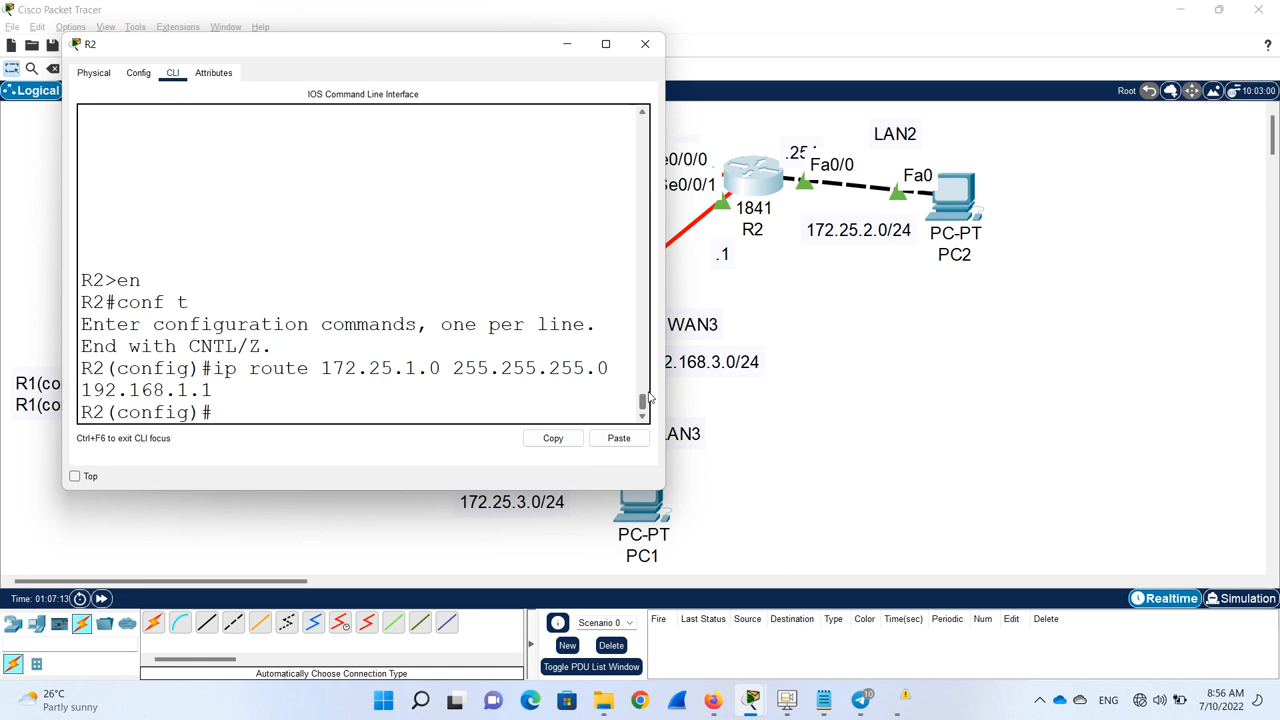 Cisco Packet Tracer
File Edit Options View Tools Extensions Window Help
R2
Physical Config CLI Attributes
IOS Command Line Interface
R2>en
R2#conf t
Enter configuration commands, one per line.
End with CNTL/Z.
R2(config)#ip route 172.25.1.0 255.255.255.0
192.168.1.1
R2(config)#
Ctrl+F6 to exit CLI focus
Copy Paste
Top
Logical
Root 10:03:00
LAN2
Fa0/0
Fa0
e0/0/0
Se0/0/1
1841
R2
172.25.2.0/24
PC-PT
PC2
.1
WAN3
2.168.3.0/24
R1(co
R1(co
AN3
172.25.3.0/24
PC-PT
PC1
Time: 01:07:13
Realtime Simulation
Scenario 0
New Delete
Toggle PDU List Window
Fire Last Status Source Destination Type Color Time(sec) Periodic Num Edit Delete
Automatically Choose Connection Type
26°C
Partly sunny
10
ENG
8:56 AM
7/10/2022